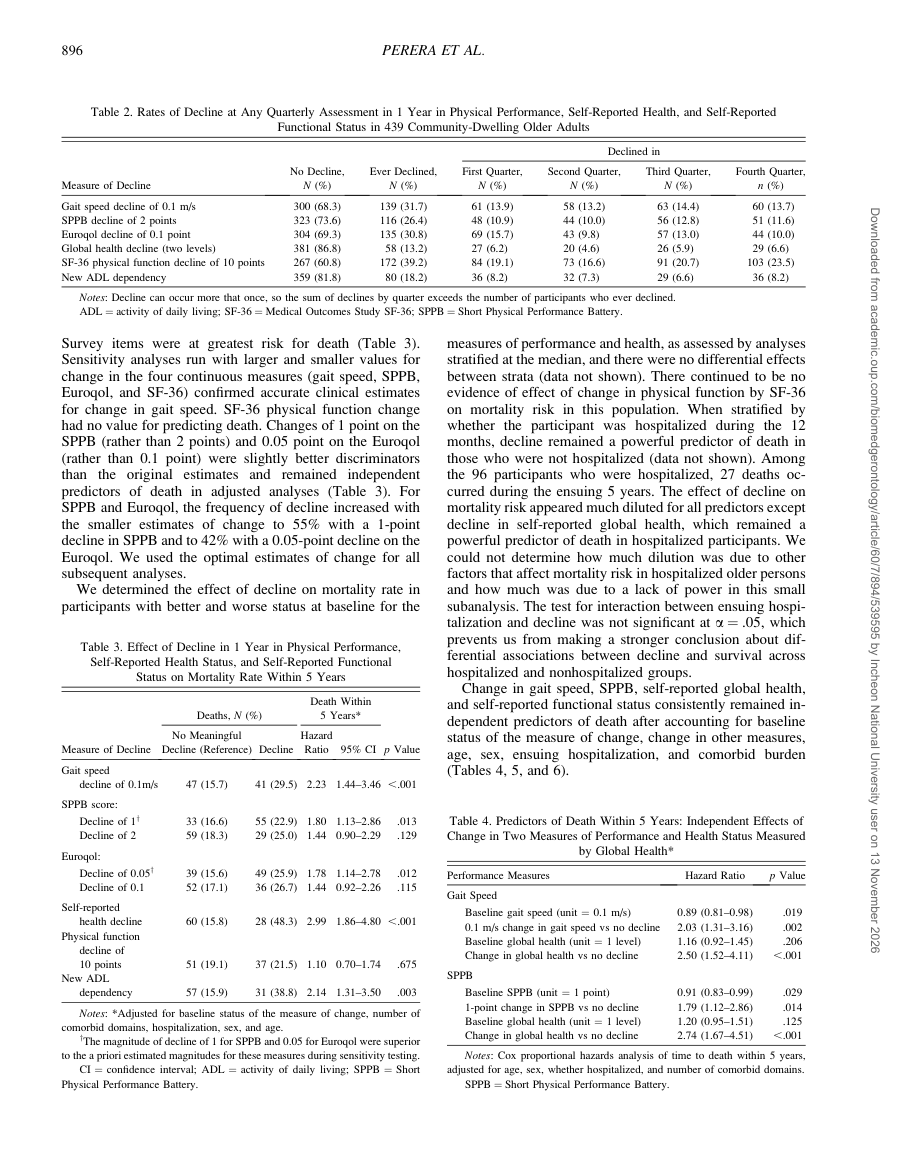 896
PERERA ET AL.
Table 2. Rates of Decline at Any Quarterly Assessment in 1 Year in Physical Performance, Self-Reported Health, and Self-Reported
Functional Status in 439 Community-Dwelling Older Adults
Declined in
No Decline, Ever Declined, First Quarter, Second Quarter, Third Quarter, Fourth Quarter,
Measure of Decline N (%) N (%) N (%) N (%) N (%) n (%)
Gait speed decline of 0.1 m/s 300 (68.3) 139 (31.7) 61 (13.9) 58 (13.2) 63 (14.4) 60 (13.7)
SPPB decline of 2 points 323 (73.6) 116 (26.4) 48 (10.9) 44 (10.0) 56 (12.8) 51 (11.6)
Euroqol decline of 0.1 point 304 (69.3) 135 (30.8) 69 (15.7) 43 (9.8) 57 (13.0) 44 (10.0)
Global health decline (two levels) 381 (86.8) 58 (13.2) 27 (6.2) 20 (4.6) 26 (5.9) 29 (6.6)
SF-36 physical function decline of 10 points 267 (60.8) 172 (39.2) 84 (19.1) 73 (16.6) 91 (20.7) 103 (23.5)
New ADL dependency 359 (81.8) 80 (18.2) 36 (8.2) 32 (7.3) 29 (6.6) 36 (8.2)
Notes: Decline can occur more that once, so the sum of declines by quarter exceeds the number of participants who ever declined.
ADL = activity of daily living; SF-36 = Medical Outcomes Study SF-36; SPPB = Short Physical Performance Battery.
Survey items were at greatest risk for death (Table 3).
Sensitivity analyses run with larger and smaller values for
change in the four continuous measures (gait speed, SPPB,
Euroqol, and SF-36) confirmed accurate clinical estimates
for change in gait speed. SF-36 physical function change
had no value for predicting death. Changes of 1 point on the
SPPB (rather than 2 points) and 0.05 point on the Euroqol
(rather than 0.1 point) were slightly better discriminators
than the original estimates and remained independent
predictors of death in adjusted analyses (Table 3). For
SPPB and Euroqol, the frequency of decline increased with
the smaller estimates of change to 55% with a 1-point
decline in SPPB and to 42% with a 0.05-point decline on the
Euroqol. We used the optimal estimates of change for all
subsequent analyses.
We determined the effect of decline on mortality rate in
participants with better and worse status at baseline for the
Table 3. Effect of Decline in 1 Year in Physical Performance,
Self-Reported Health Status, and Self-Reported Functional
Status on Mortality Rate Within 5 Years
Death Within
Deaths, N (%) 5 Years*
No Meaningful Hazard
Measure of Decline Decline (Reference) Decline Ratio 95% CI p Value
Gait speed
decline of 0.1m/s 47 (15.7) 41 (29.5) 2.23 1.44–3.46 <.001
SPPB score:
Decline of 1† 33 (16.6) 55 (22.9) 1.80 1.13–2.86 .013
Decline of 2 59 (18.3) 29 (25.0) 1.44 0.90–2.29 .129
Euroqol:
Decline of 0.05† 39 (15.6) 49 (25.9) 1.78 1.14–2.78 .012
Decline of 0.1 52 (17.1) 36 (26.7) 1.44 0.92–2.26 .115
Self-reported
health decline 60 (15.8) 28 (48.3) 2.99 1.86–4.80 <.001
Physical function
decline of
10 points 51 (19.1) 37 (21.5) 1.10 0.70–1.74 .675
New ADL
dependency 57 (15.9) 31 (38.8) 2.14 1.31–3.50 .003
Notes: *Adjusted for baseline status of the measure of change, number of
comorbid domains, hospitalization, sex, and age.
†The magnitude of decline of 1 for SPPB and 0.05 for Euroqol were superior
to the a priori estimated magnitudes for these measures during sensitivity testing.
CI = confidence interval; ADL = activity of daily living; SPPB = Short
Physical Performance Battery.
measures of performance and health, as assessed by analyses
stratified at the median, and there were no differential effects
between strata (data not shown). There continued to be no
evidence of effect of change in physical function by SF-36
on mortality risk in this population. When stratified by
whether the participant was hospitalized during the 12
months, decline remained a powerful predictor of death in
those who were not hospitalized (data not shown). Among
the 96 participants who were hospitalized, 27 deaths oc-
curred during the ensuing 5 years. The effect of decline on
mortality risk appeared much diluted for all predictors except
decline in self-reported global health, which remained a
powerful predictor of death in hospitalized participants. We
could not determine how much dilution was due to other
factors that affect mortality risk in hospitalized older persons
and how much was due to a lack of power in this small
subanalysis. The test for interaction between ensuing hospi-
talization and decline was not significant at α = .05, which
prevents us from making a stronger conclusion about dif-
ferential associations between decline and survival across
hospitalized and nonhospitalized groups.
Change in gait speed, SPPB, self-reported global health,
and self-reported functional status consistently remained in-
dependent predictors of death after accounting for baseline
status of the measure of change, change in other measures,
age, sex, ensuing hospitalization, and comorbid burden
(Tables 4, 5, and 6).
Table 4. Predictors of Death Within 5 Years: Independent Effects of
Change in Two Measures of Performance and Health Status Measured
by Global Health*
Performance Measures Hazard Ratio p Value
Gait Speed
Baseline gait speed (unit = 0.1 m/s) 0.89 (0.81–0.98) .019
0.1 m/s change in gait speed vs no decline 2.03 (1.31–3.16) .002
Baseline global health (unit = 1 level) 1.16 (0.92–1.45) .206
Change in global health vs no decline 2.50 (1.52–4.11) <.001
SPPB
Baseline SPPB (unit = 1 point) 0.91 (0.83–0.99) .029
1-point change in SPPB vs no decline 1.79 (1.12–2.86) .014
Baseline global health (unit = 1 level) 1.20 (0.95–1.51) .125
Change in global health vs no decline 2.74 (1.67–4.51) <.001
Notes: Cox proportional hazards analysis of time to death within 5 years,
adjusted for age, sex, whether hospitalized, and number of comorbid domains.
SPPB = Short Physical Performance Battery.
Downloaded from academic.oup.com/biomedgerontology/article/60/7/894/539595 by Incheon National University user on 13 November 2026